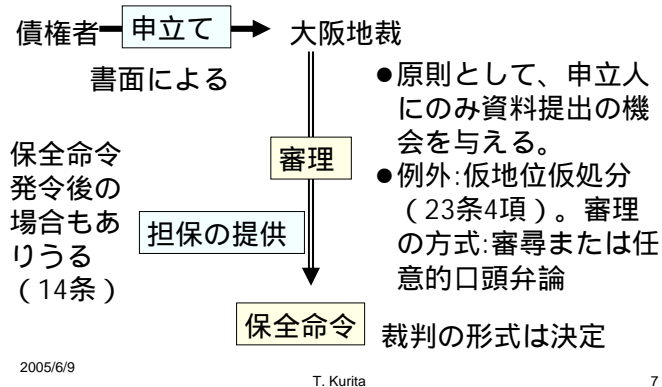 債権者 申立て 大阪地裁
書面による
●原則として、申立人
にのみ資料提出の機
会を与える。
●例外:仮地位仮処分
(23条4項)。審理
の方式:審尋または任
意的口頭弁論
審理
保全命令
発令後の
場合もあ
りうる
(14条)
担保の提供
保全命令 裁判の形式は決定
2005/6/9
T. Kurita
7